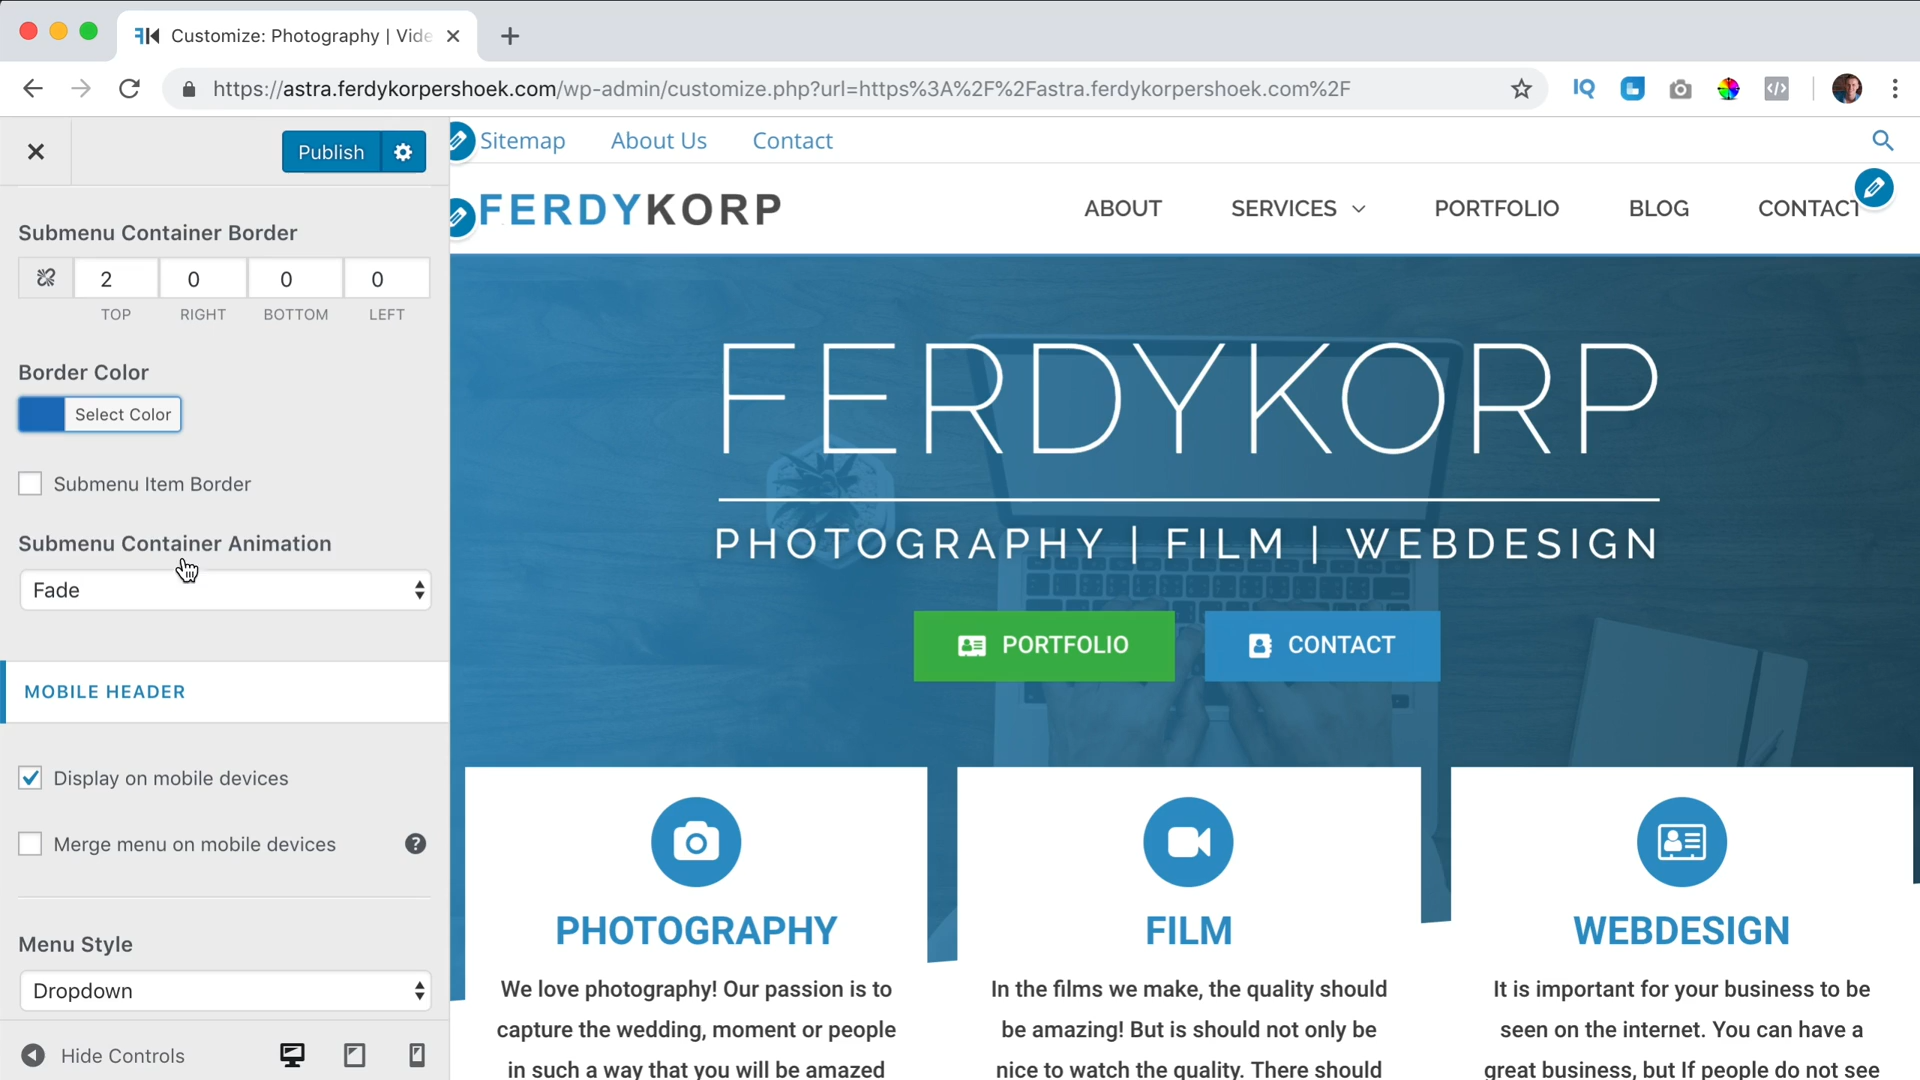 Customize: Photography | Vide
https://astra.ferdykorpershoek.com/wp-admin/customize.php?url=https%3A%2F%2Fastra.ferdykorpershoek.com%2F
IQ
Publish
Submenu Container Border
2 0 0 0
TOP RIGHT BOTTOM LEFT
Border Color
Select Color
Submenu Item Border
Submenu Container Animation
Fade
MOBILE HEADER
Display on mobile devices
Merge menu on mobile devices
Menu Style
Dropdown
Hide Controls
Sitemap About Us Contact
FERDYKORP
ABOUT SERVICES PORTFOLIO BLOG CONTACT
FERDYKORP
PHOTOGRAPHY | FILM | WEBDESIGN
PORTFOLIO CONTACT
PHOTOGRAPHY
We love photography! Our passion is to
capture the wedding, moment or people
in such a way that you will be amazed
FILM
In the films we make, the quality should
be amazing! But is should not only be
nice to watch the quality. There should
WEBDESIGN
It is important for your business to be
seen on the internet. You can have a
great business, but If people do not see